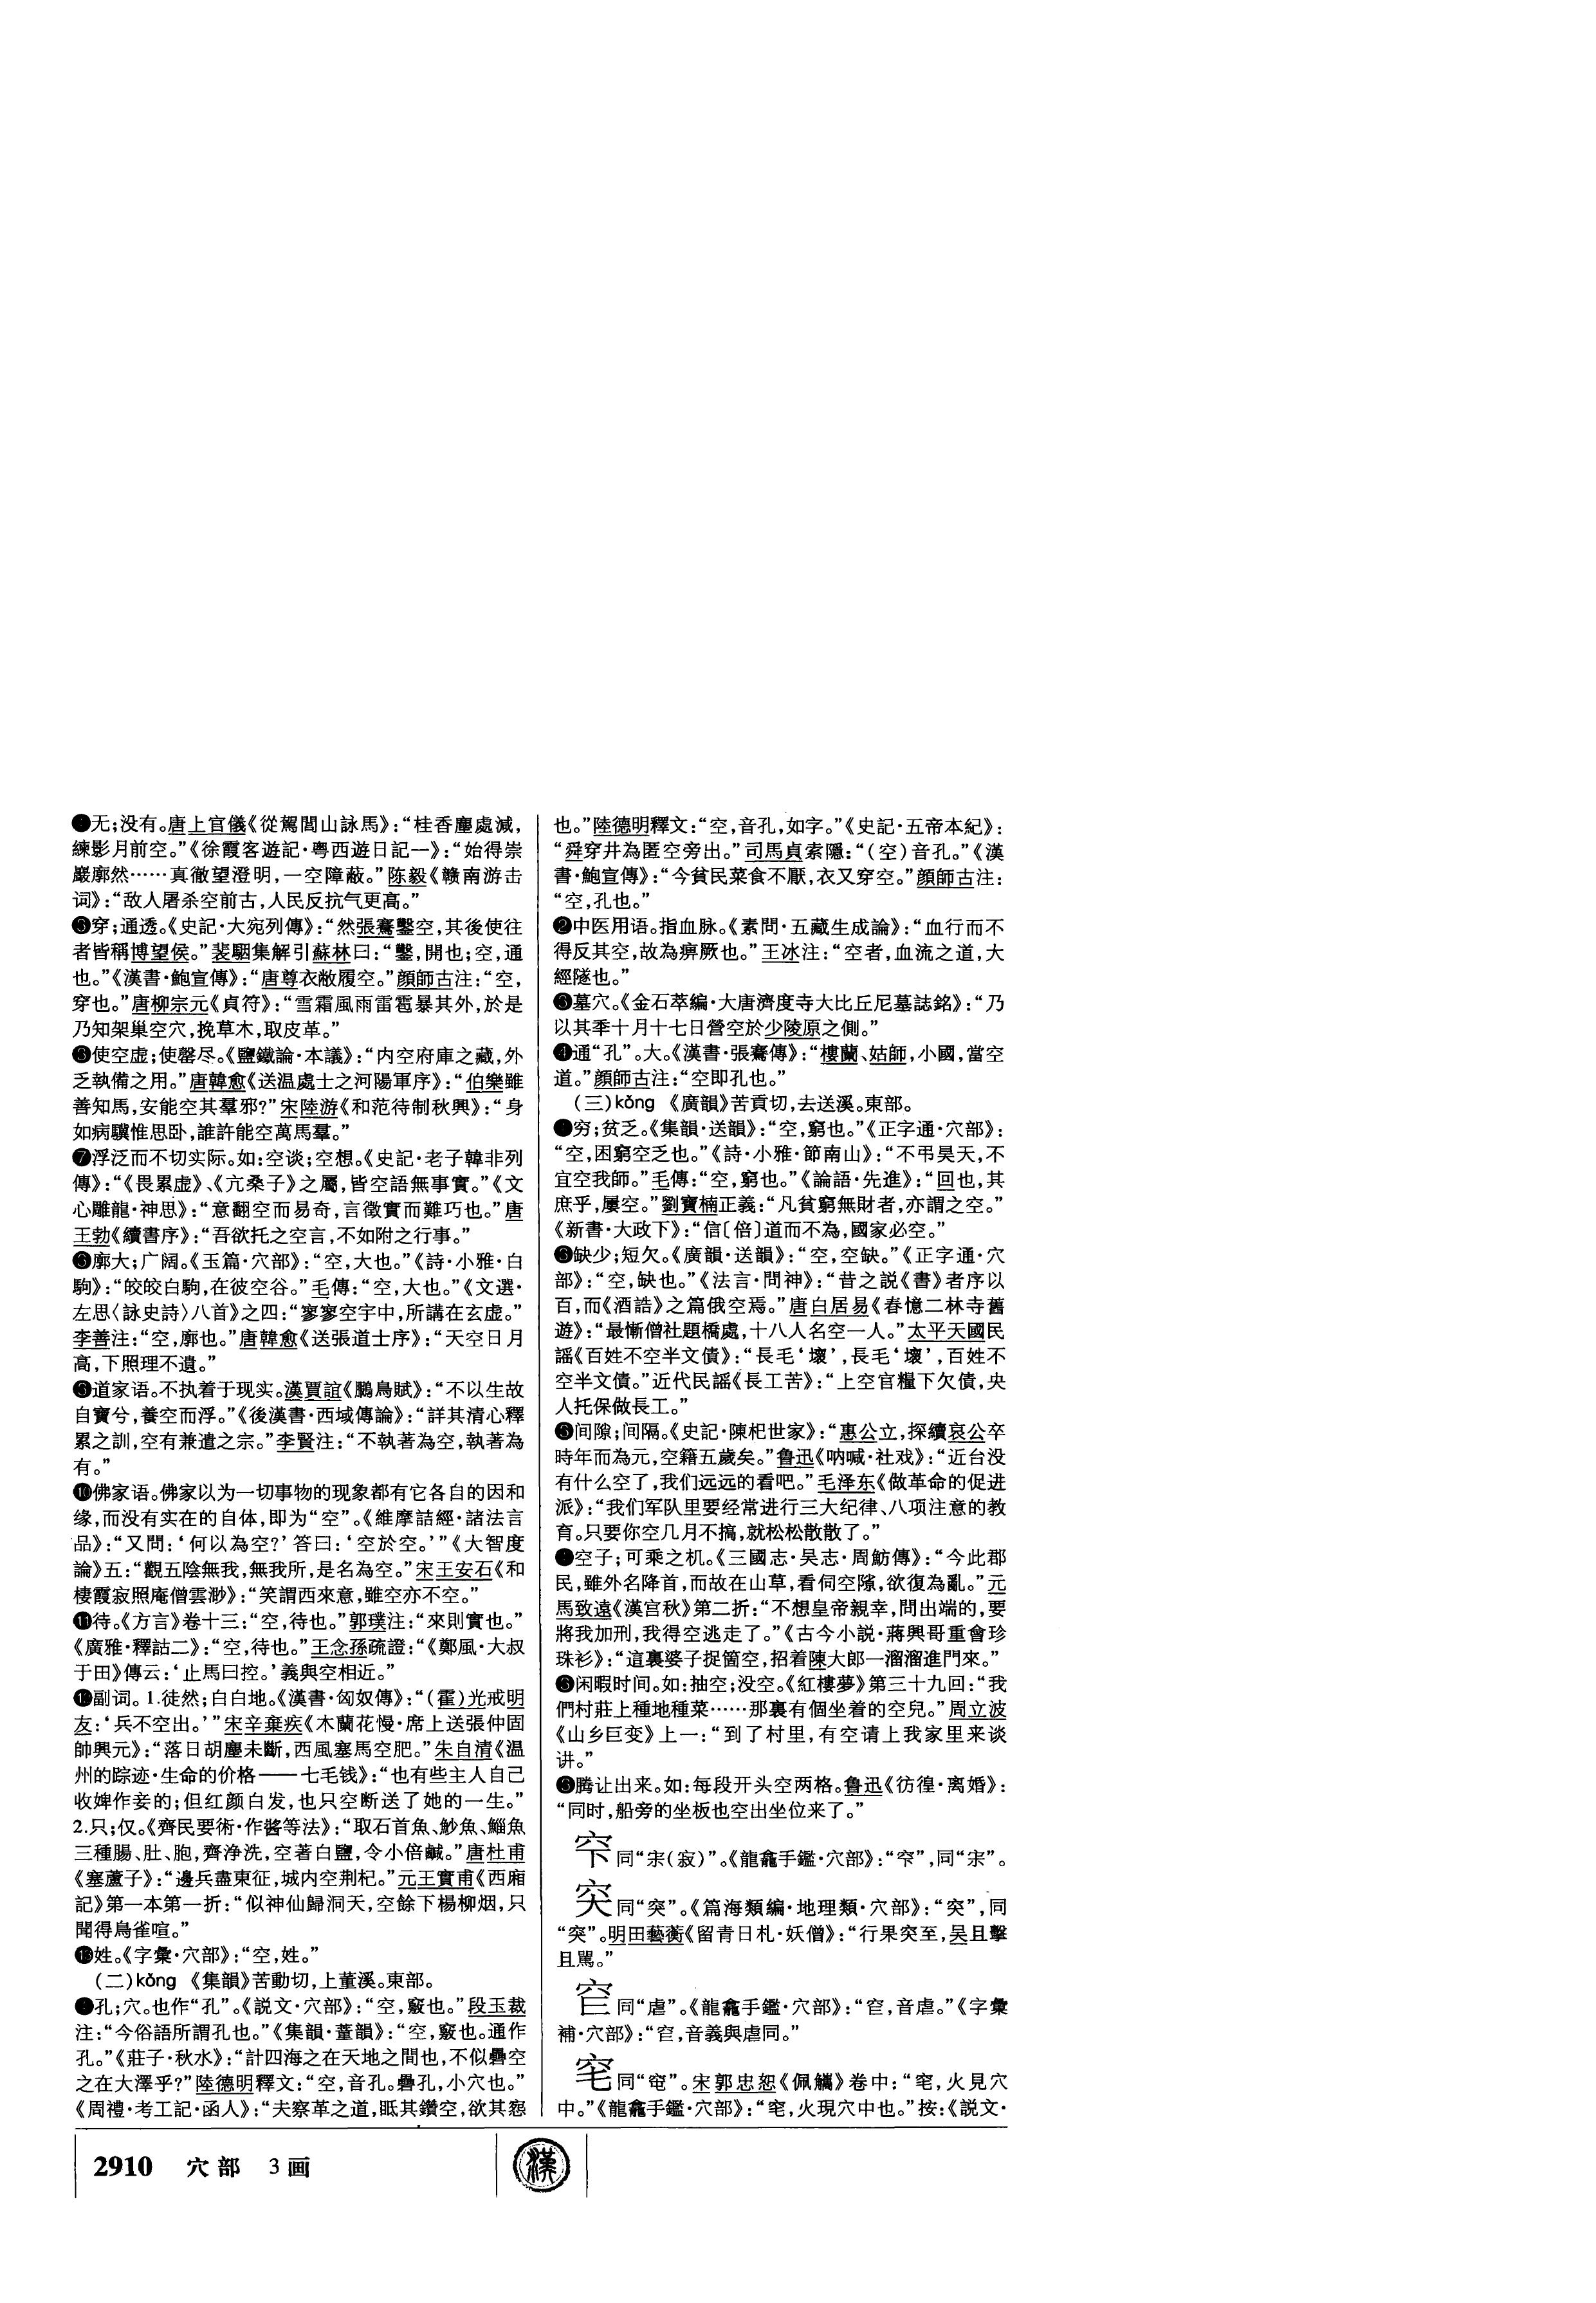 ❹无;没有。唐上官儀《從駕閭山詠馬》:“桂香塵處減,
練影月前空。”《徐霞客遊記·粤西遊日記一》:“始得崇
巖廓然……真徹望澄明,一空障蔽。”陈毅《赣南游击
词》:“敌人屠杀空前古,人民反抗气更高。”
❺穿;通透。《史記·大宛列傳》:“然張騫鑿空,其後使往
者皆稱博望侯。”裴駰集解引蘇林曰:“鑿,開也;空,通
也。”《漢書·鮑宣傳》:“唐尊衣敝履空。”顔師古注:“空,
穿也。”唐柳宗元《貞符》:“雪霜風雨雷雹暴其外,於是
乃知架巢空穴,挽草木,取皮革。”
❻使空虚;使罄尽。《鹽鐵論·本議》:“内空府庫之藏,外
乏執備之用。”唐韓愈《送温處士之河陽軍序》:“伯樂雖
善知馬,安能空其羣邪?”宋陸游《和范待制秋興》:“身
如病驥惟思卧,誰許能空萬馬羣。”
❼浮泛而不切实际。如:空谈;空想。《史記·老子韓非列
傳》:“《畏累虚》、《亢桑子》之屬,皆空語無事實。”《文
心雕龍·神思》:“意翻空而易奇,言徵實而難巧也。”唐
王勃《續書序》:“吾欲托之空言,不如附之行事。”
❽廓大;广阔。《玉篇·穴部》:“空,大也。”《詩·小雅·白
駒》:“皎皎白駒,在彼空谷。”毛傳:“空,大也。”《文選·
左思〈詠史詩〉八首》之四:“寥寥空宇中,所講在玄虚。”
李善注:“空,廓也。”唐韓愈《送張道士序》:“天空日月
高,下照理不遺。”
❾道家语。不执着于现实。漢賈誼《鵩鳥賦》:“不以生故
自寶兮,養空而浮。”《後漢書·西域傳論》:“詳其清心釋
累之訓,空有兼遣之宗。”李賢注:“不執著為空,執著為
有。”
❿佛家语。佛家以为一切事物的现象都有它各自的因和
缘,而没有实在的自体,即为“空”。《維摩詰經·諸法言
品》:“又問:‘何以為空?’答曰:‘空於空。’”《大智度
論》五:“觀五陰無我,無我所,是名為空。”宋王安石《和
棲霞寂照庵僧雲渺》:“笑謂西來意,雖空亦不空。”
⓫待。《方言》卷十三:“空,待也。”郭璞注:“來則實也。”
《廣雅·釋詁二》:“空,待也。”王念孫疏證:“《鄭風·大叔
于田》傳云:‘止馬曰控。’義與空相近。”
⓬副词。1.徒然;白白地。《漢書·匈奴傳》:“(霍)光戒明
友:‘兵不空出。’”宋辛棄疾《木蘭花慢·席上送張仲固
帥興元》:“落日胡塵未斷,西風塞馬空肥。”朱自清《温
州的踪迹·生命的价格——七毛钱》:“也有些主人自己
收婢作妾的;但红颜白发,也只空断送了她的一生。”
2.只;仅。《齊民要術·作醬等法》:“取石首魚、魦魚、鯔魚
三種腸、肚、胞,齊浄洗,空著白鹽,令小倍鹹。”唐杜甫
《塞蘆子》:“邊兵盡東征,城内空荆杞。”元王實甫《西廂
記》第一本第一折:“似神仙歸洞天,空餘下楊柳烟,只
聞得鳥雀喧。”
⓭姓。《字彙·穴部》:“空,姓。”
(二)kǒng 《集韻》苦動切,上董溪。東部。
❶孔;穴。也作“孔”。《説文·穴部》:“空,竅也。”段玉裁
注:“今俗語所謂孔也。”《集韻·董韻》:“空,竅也。通作
孔。”《莊子·秋水》:“計四海之在天地之間也,不似礨空
之在大澤乎?”陸德明釋文:“空,音孔。礨孔,小穴也。”
《周禮·考工記·函人》:“夫察革之道,眡其鑽空,欲其惌
也。”陸德明釋文:“空,音孔,如字。”《史記·五帝本紀》:
“舜穿井為匿空旁出。”司馬貞索隱:“(空)音孔。”《漢
書·鮑宣傳》:“今貧民菜食不厭,衣又穿空。”顔師古注:
“空,孔也。”
❷中医用语。指血脉。《素問·五藏生成論》:“血行而不
得反其空,故為痹厥也。”王冰注:“空者,血流之道,大
經隧也。”
❸墓穴。《金石萃編·大唐濟度寺大比丘尼墓誌銘》:“乃
以其秊十月十七日營空於少陵原之側。”
❹通“孔”。大。《漢書·張騫傳》:“樓蘭、姑師,小國,當空
道。”顔師古注:“空即孔也。”
(三)kǒng 《廣韻》苦貢切,去送溪。東部。
❶穷;贫乏。《集韻·送韻》:“空,窮也。”《正字通·穴部》:
“空,困窮空乏也。”《詩·小雅·節南山》:“不弔昊天,不
宜空我師。”毛傳:“空,窮也。”《論語·先進》:“回也,其
庶乎,屢空。”劉寶楠正義:“凡貧窮無財者,亦謂之空。”
《新書·大政下》:“信〔倍〕道而不為,國家必空。”
❷缺少;短欠。《廣韻·送韻》:“空,空缺。”《正字通·穴
部》:“空,缺也。”《法言·問神》:“昔之説《書》者序以
百,而《酒誥》之篇俄空焉。”唐白居易《春憶二林寺舊
遊》:“最慚僧社題橋處,十八人名空一人。”太平天國民
謡《百姓不空半文債》:“長毛‘壞’,長毛‘壞’,百姓不
空半文債。”近代民謡《長工苦》:“上空官糧下欠債,央
人托保做長工。”
❸间隙;间隔。《史記·陳杞世家》:“惠公立,探續哀公卒
時年而為元,空籍五歲矣。”鲁迅《呐喊·社戏》:“近台没
有什么空了,我们远远的看吧。”毛泽东《做革命的促进
派》:“我们军队里要经常进行三大纪律、八项注意的教
育。只要你空几月不搞,就松松散散了。”
❹空子;可乘之机。《三國志·吴志·周魴傳》:“今此郡
民,雖外名降首,而故在山草,看伺空隙,欲復為亂。”元
馬致遠《漢宫秋》第二折:“不想皇帝親幸,問出端的,要
將我加刑,我得空逃走了。”《古今小説·蔣興哥重會珍
珠衫》:“這裏婆子捉箇空,招着陳大郎一溜溜進門來。”
❺闲暇时间。如:抽空;没空。《紅樓夢》第三十九回:“我
們村莊上種地種菜……那裏有個坐着的空兒。”周立波
《山乡巨变》上一:“到了村里,有空请上我家里来谈
讲。”
❻腾让出来。如:每段开头空两格。鲁迅《彷徨·离婚》:
“同时,船旁的坐板也空出坐位来了。”
同“宋(寂)”。《龍龕手鑑·穴部》:
同“突”。《篇海類編·地理類·穴部》:“突”,同
“突”。明田藝蘅《留青日札·妖僧》:“行果突至,吴且擊
且駡。”
同“虐”。《龍龕手鑑·穴部》:音虐。”《字彙
補·穴部》:音義與虐同。”
同“竃”。宋郭忠恕《佩觿》卷中:火見穴
中。”《龍龕手鑑·穴部》:火現穴中也。”按:《説文·
2910 穴部 3画
漢